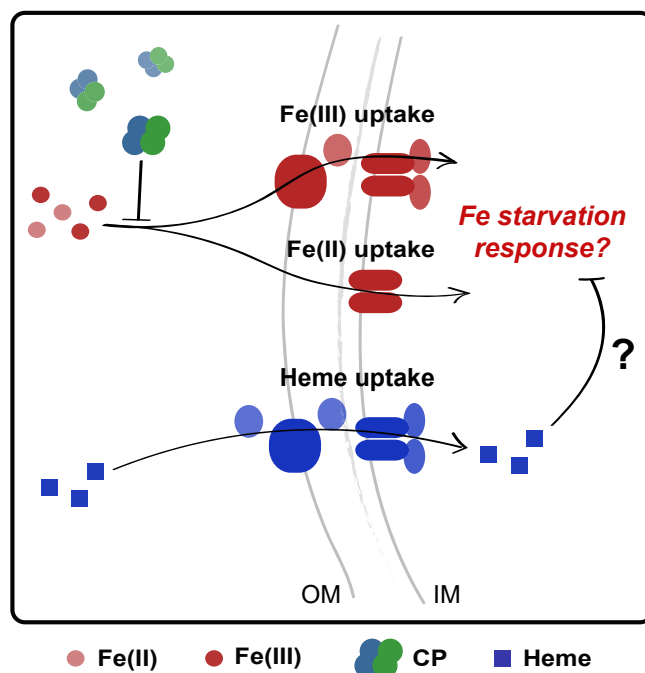 Fe(III) uptake
Fe starvation
response?
Fe(II) uptake
?
Heme uptake
OM
IM
Fe(II)
Fe(III)
CP
Heme